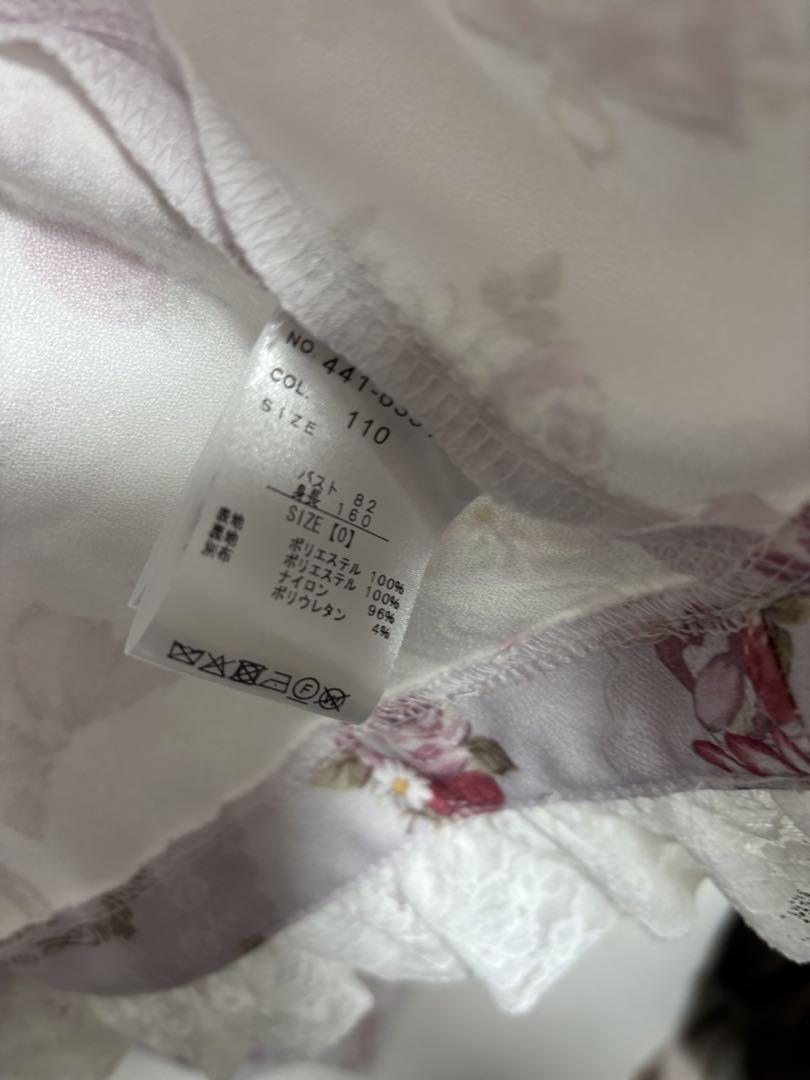 NO. 441-
COL. 110
SIZE
バスト 82
身長 160
SIZE【0】
表地 ポリエステル 100%
裏地 ポリエステル 100%
別布 ナイロン 96%
ポリウレタン 4%
F